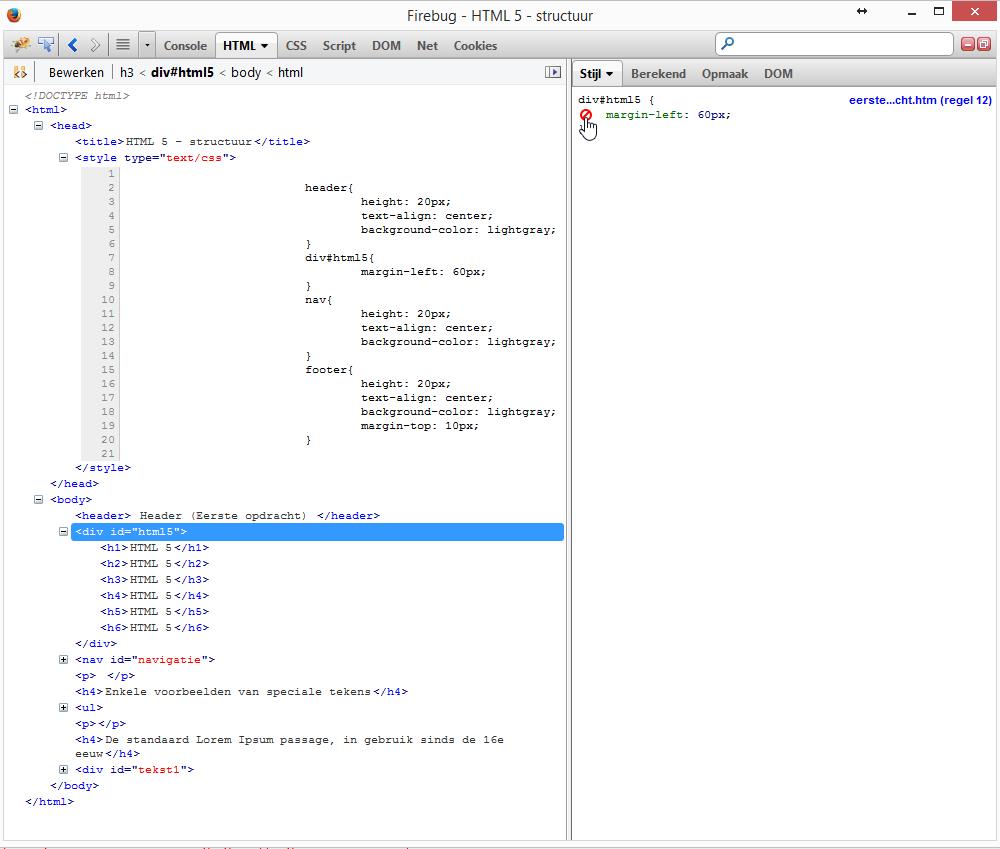 Firebug - HTML 5 - structuur
Console HTML CSS Script DOM Net Cookies
Bewerken h3 < div#html5 < body < html
<!DOCTYPE html>
<html>
<head>
<title>HTML 5 - structuur</title>
<style type="text/css">
1
2 header{
3 height: 20px;
4 text-align: center;
5 background-color: lightgray;
6 }
7 div#html5{
8 margin-left: 60px;
9 }
10 nav{
11 height: 20px;
12 text-align: center;
13 background-color: lightgray;
14 }
15 footer{
16 height: 20px;
17 text-align: center;
18 background-color: lightgray;
19 margin-top: 10px;
20 }
21
</style>
</head>
<body>
<header> Header (Eerste opdracht) </header>
<div id="html5">
<h1>HTML 5</h1>
<h2>HTML 5</h2>
<h3>HTML 5</h3>
<h4>HTML 5</h4>
<h5>HTML 5</h5>
<h6>HTML 5</h6>
</div>
<nav id="navigatie">
<p> </p>
<h4>Enkele voorbeelden van speciale tekens</h4>
<ul>
<p></p>
<h4>De standaard Lorem Ipsum passage, in gebruik sinds de 16e
eeuw</h4>
<div id="tekst1">
</body>
</html>
Stijl Berekend Opmaak DOM
div#html5 { eerste...cht.htm (regel 12)
margin-left: 60px;